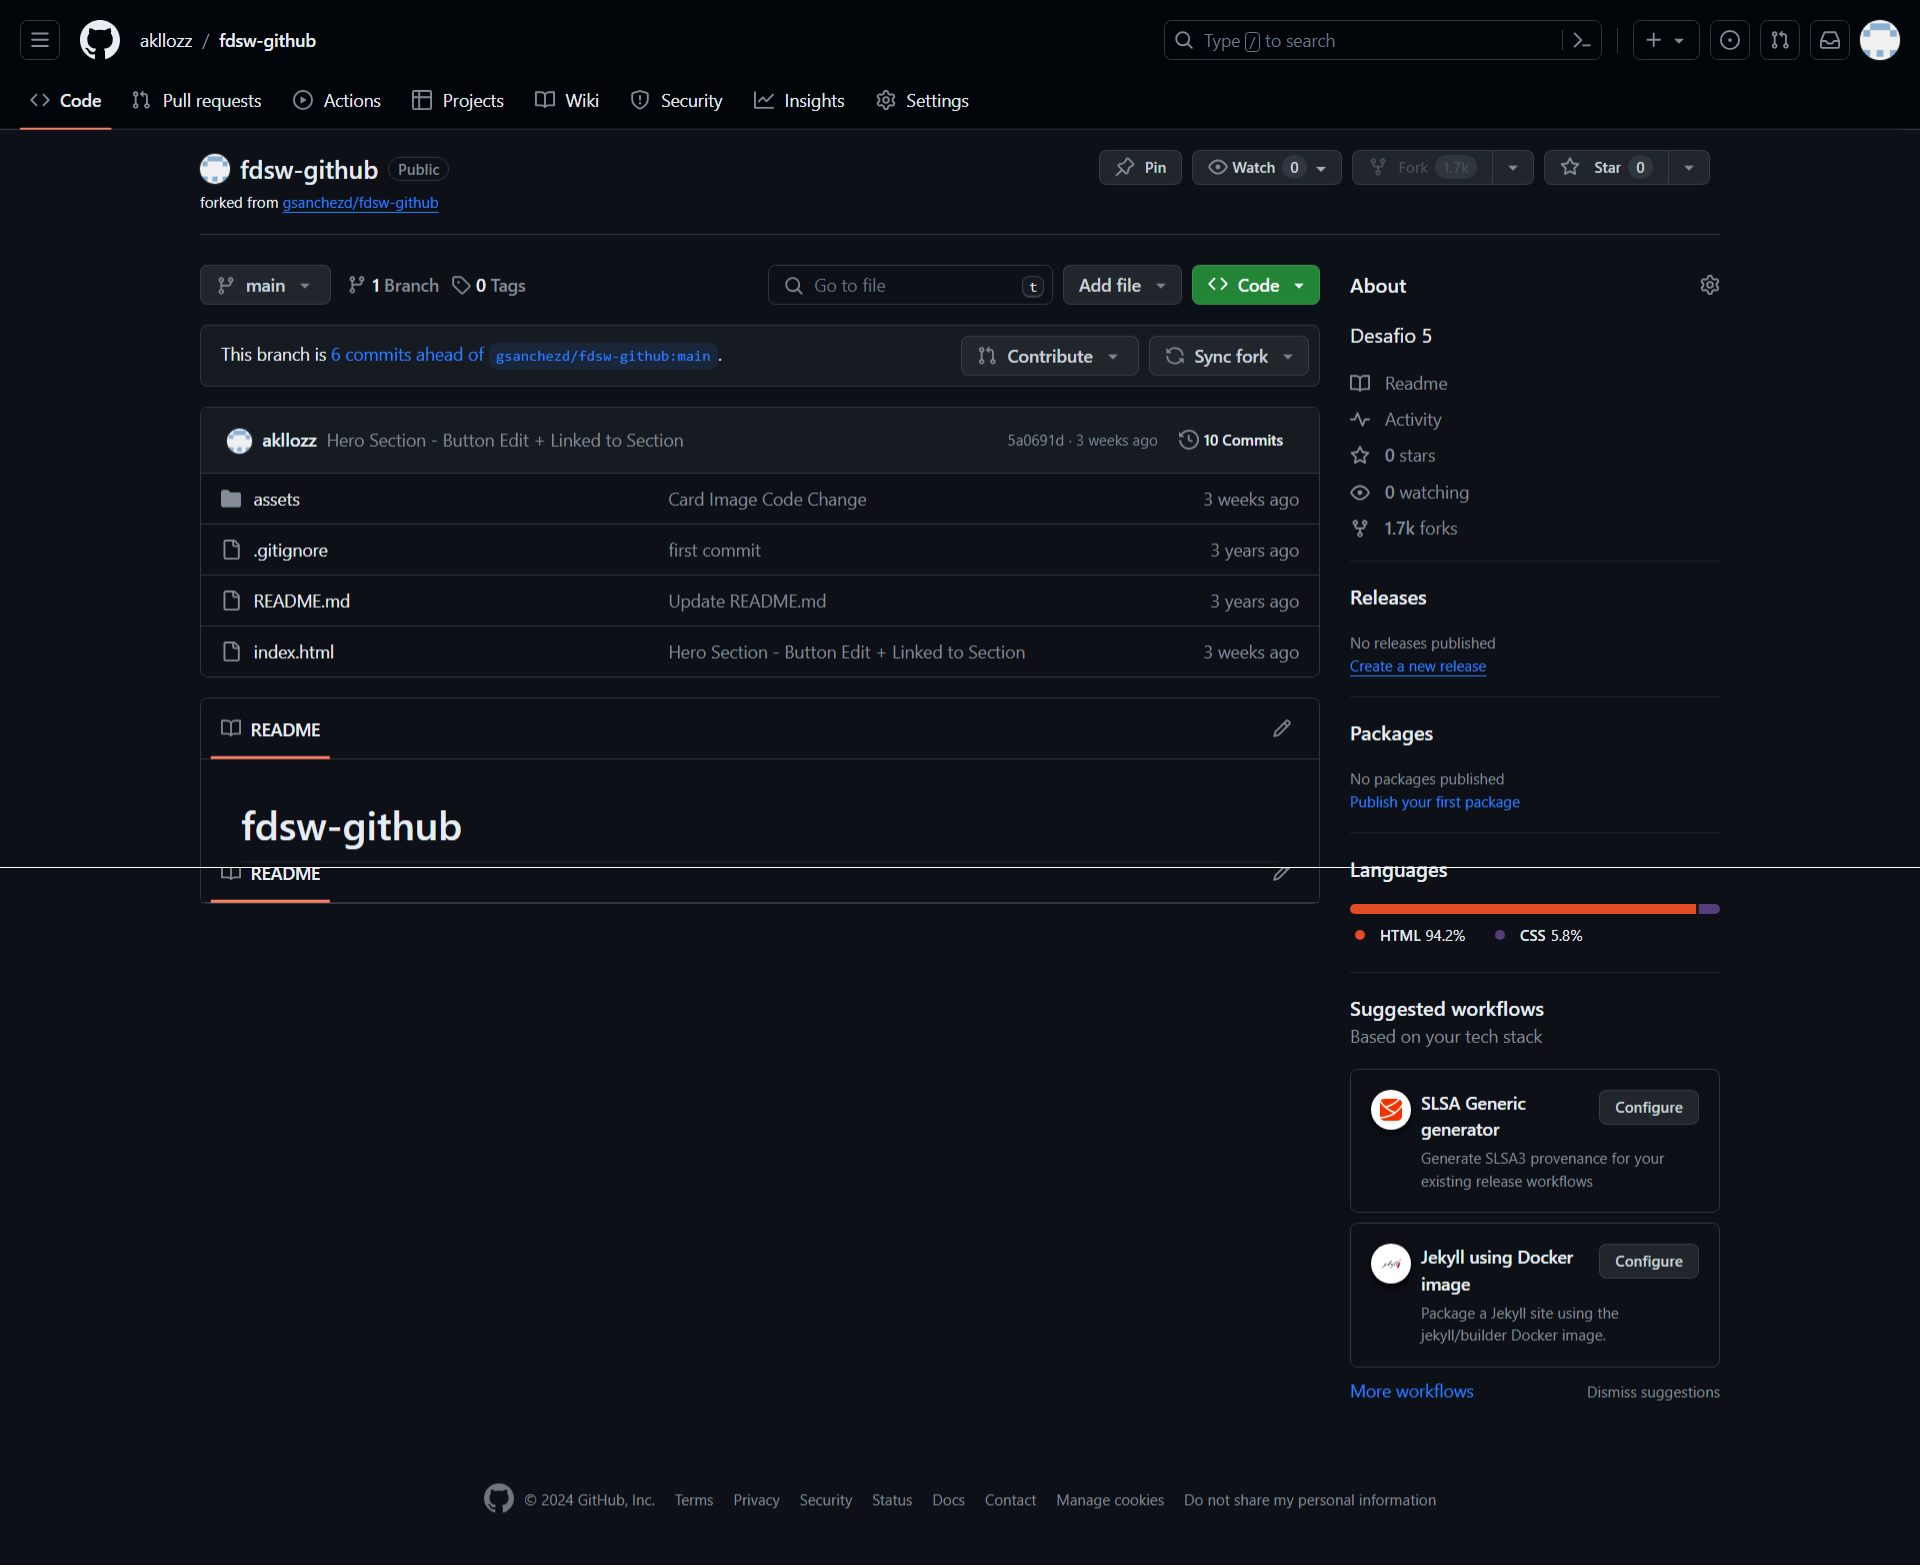 akllozz / fdsw-github
Type / to search
Code Pull requests Actions Projects Wiki Security Insights Settings
fdsw-github Public
forked from gsanchezd/fdsw-github
Pin
Watch 0
Fork 1.7k
Star 0
main
1 Branch
0 Tags
Go to file t
Add file
Code
This branch is 6 commits ahead of gsanchezd/fdsw-github:main.
Contribute
Sync fork
akllozz Hero Section - Button Edit + Linked to Section 5a0691d · 3 weeks ago 10 Commits
assets Card Image Code Change 3 weeks ago
.gitignore first commit 3 years ago
README.md Update README.md 3 years ago
index.html Hero Section - Button Edit + Linked to Section 3 weeks ago
README
fdsw-github
README
About
Desafio 5
Readme
Activity
0 stars
0 watching
1.7k forks
Releases
No releases published
Create a new release
Packages
No packages published
Publish your first package
Languages
HTML 94.2% CSS 5.8%
Suggested workflows
Based on your tech stack
SLSA Generic
generator
Configure
Generate SLSA3 provenance for your
existing release workflows
Jekyll using Docker
image
Configure
Package a Jekyll site using the
jekyll/builder Docker image.
More workflows Dismiss suggestions
© 2024 GitHub, Inc. Terms Privacy Security Status Docs Contact Manage cookies Do not share my personal information